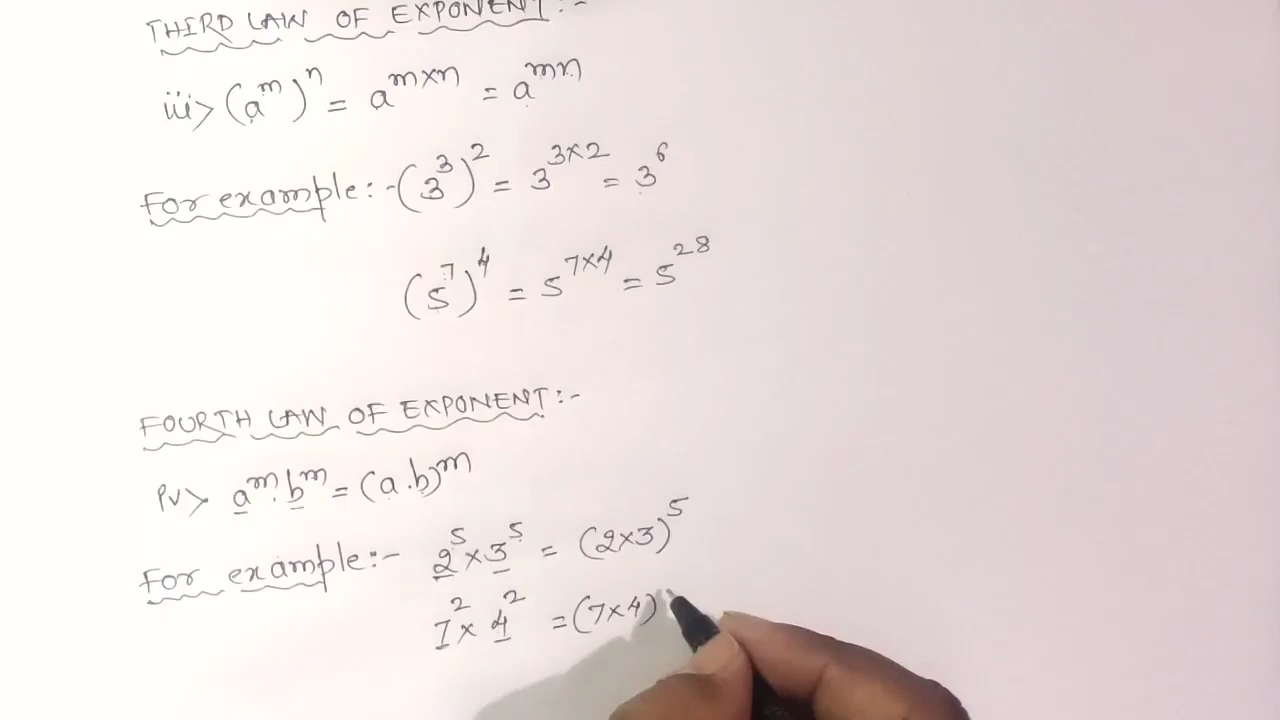 THIRD LAW OF EXPONENT:-
iii> (a^m)^n = a^{m×n} = a^{mn}
For example:- (3^3)^2 = 3^{3×2} = 3^6
(5^7)^4 = 5^{7×4} = 5^{28}
FOURTH LAW OF EXPONENT:-
iv> a^m . b^m = (a.b)^m
For example:- 2^5 × 3^5 = (2×3)^5
7^2 × 4^2 = (7×4)